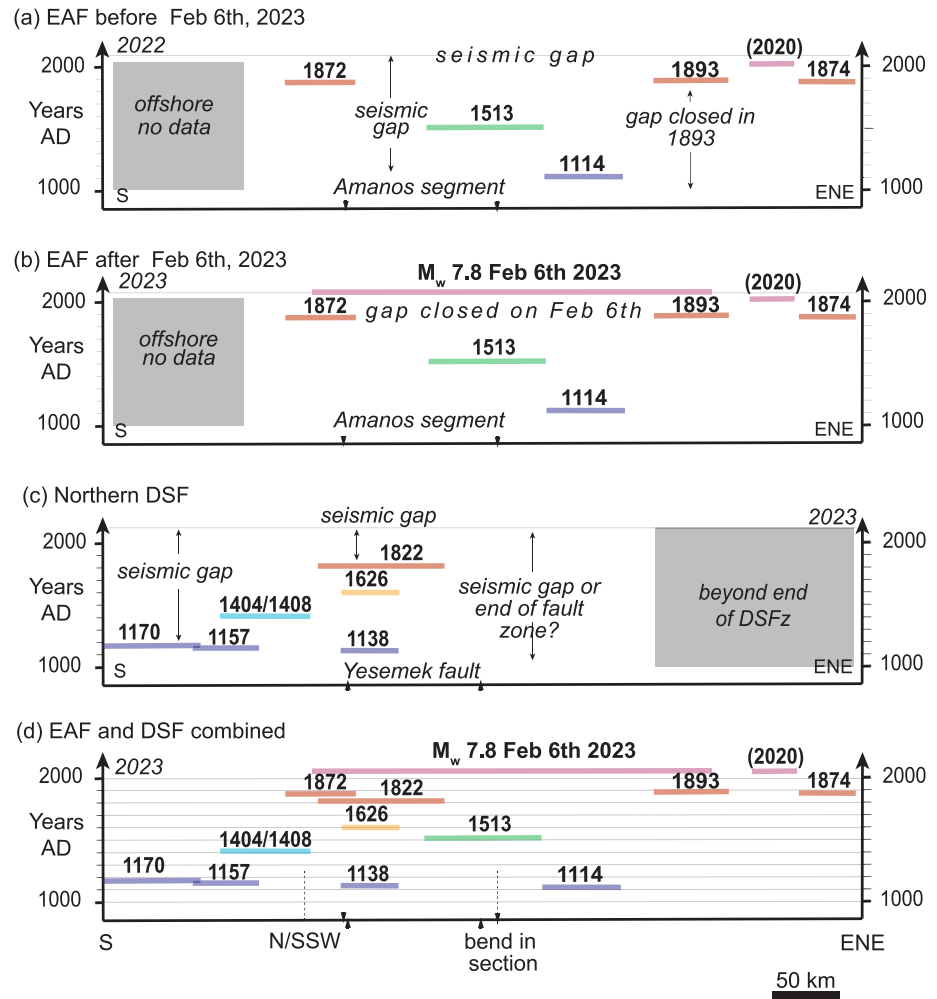 (a) EAF before Feb 6th, 2023
2022
seismic gap
(2020)
2000
1872
1893
1874
2000
Years
AD
offshore
no data
seismic
gap
1513
gap closed in
1893
1114
1000
S
Amanos segment
ENE
1000
(b) EAF after Feb 6th, 2023
2023
Mw 7.8 Feb 6th 2023
(2020)
2000
1872
gap closed on Feb 6th
1893
1874
2000
Years
AD
offshore
no data
1513
1114
1000
S
Amanos segment
ENE
1000
(c) Northern DSF
seismic gap
2023
2000
1822
2000
Years
AD
seismic gap
1626
seismic gap or
end of fault
zone?
beyond end
of DSFz
1404/1408
1170
1157
1138
1000
S
Yesemek fault
ENE
1000
(d) EAF and DSF combined
Mw 7.8 Feb 6th 2023
(2020)
2023
2000
1872
1822
1893
1874
2000
Years
AD
1626
1513
1404/1408
1170
1157
1138
1114
1000
1000
S
N/SSW
bend in
section
ENE
50 km